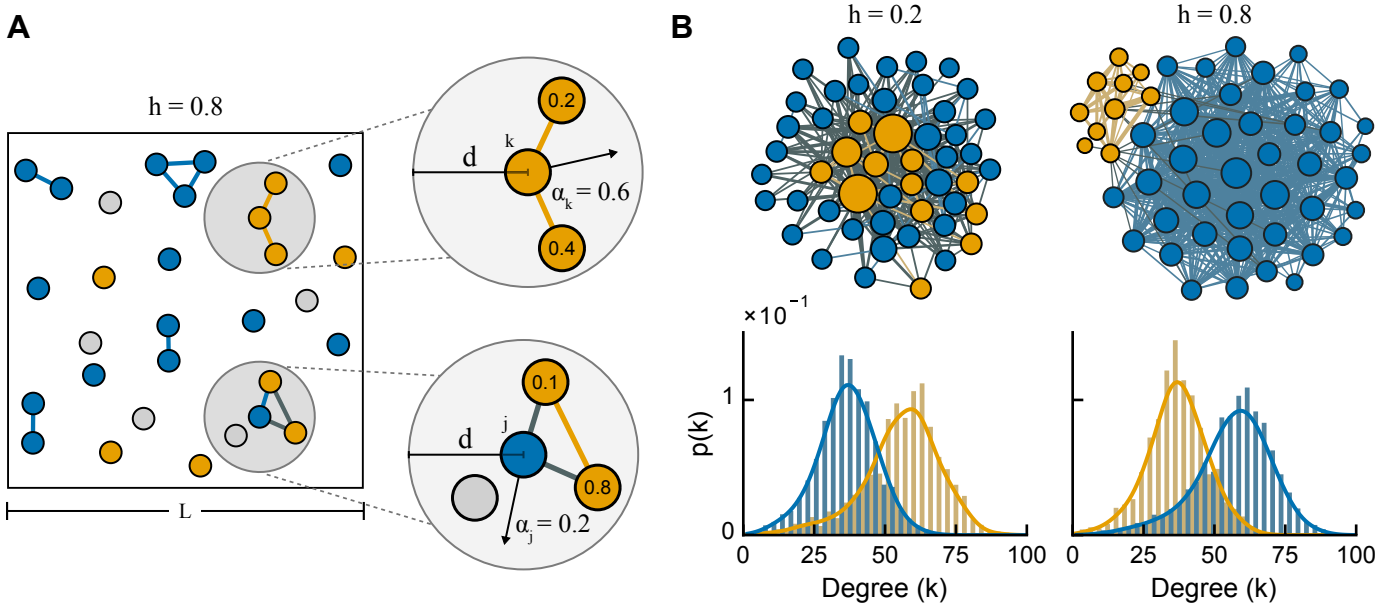 A
h = 0.8
L
0.2
k
d
α_k = 0.6
0.4
0.1
j
d
0.8
α_j = 0.2
B
h = 0.2
h = 0.8
×10⁻¹
1
p(k)
0
0 25 50 75 100
Degree (k)
0 25 50 75 100
Degree (k)